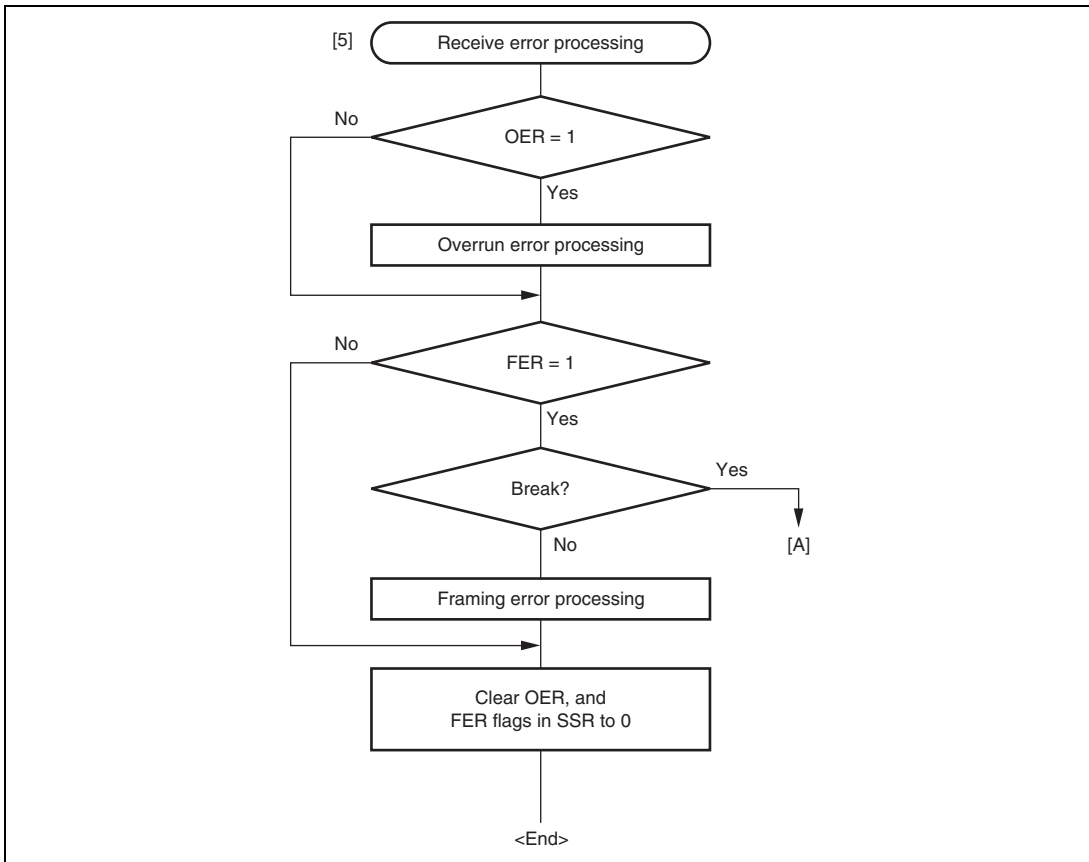 [5]
Receive error processing
No
OER = 1
Yes
Overrun error processing
No
FER = 1
Yes
Yes
Break?
[A]
No
Framing error processing
Clear OER, and
FER flags in SSR to 0
<End>